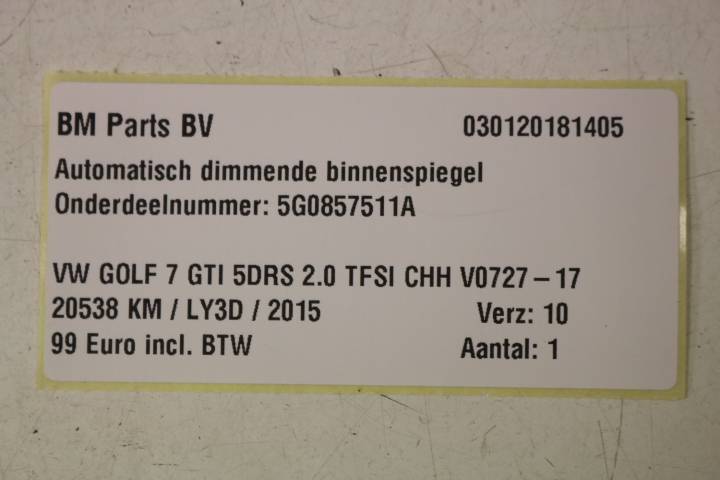 BM Parts BV 030120181405
Automatisch dimmende binnenspiegel
Onderdeelnummer: 5G0857511A
VW GOLF 7 GTI 5DRS 2.0 TFSI CHH V0727 – 17
20538 KM / LY3D / 2015 Verz: 10
99 Euro incl. BTW Aantal: 1